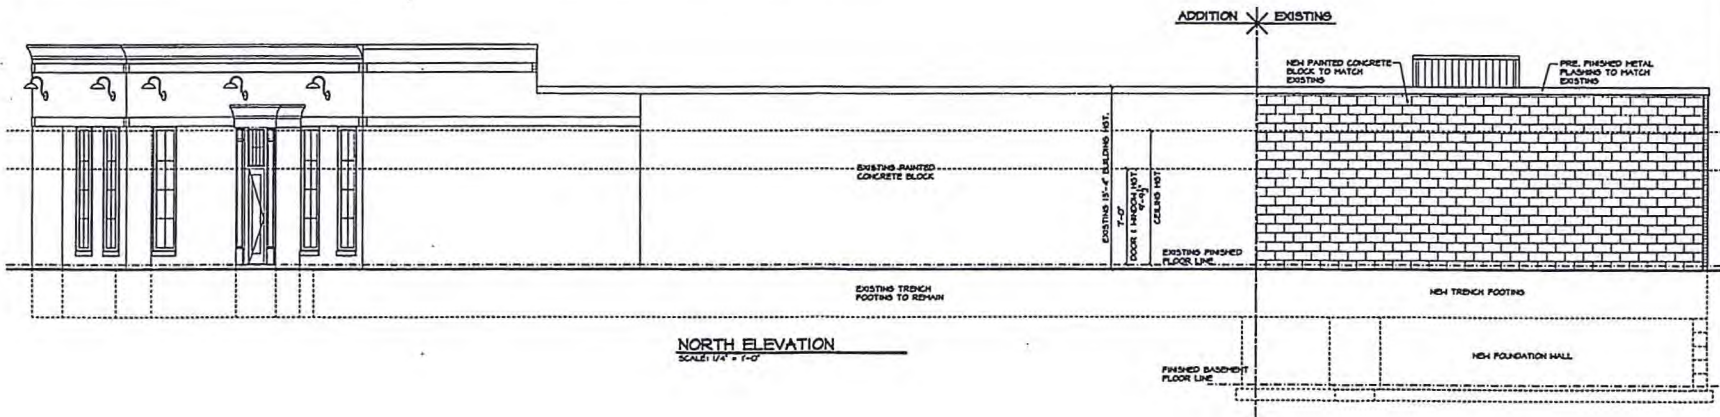 ADDITION EXISTING
NEW PAINTED CONCRETE
BLOCK TO MATCH
EXISTING
PRE. FINISHED METAL
FLASHING TO MATCH
EXISTING
EXISTING PAINTED
CONCRETE BLOCK
EXISTING 15'-4" BUILDING HGT.
7'-0"
DOOR & WINDOW HGT.
9'-9½"
CEILING HGT.
EXISTING FINISHED
FLOOR LINE
EXISTING TRENCH
FOOTING TO REMAIN
NEW TRENCH FOOTING
NORTH ELEVATION
SCALE: 1/4" = 1'-0"
NEW FOUNDATION WALL
FINISHED BASEMENT
FLOOR LINE